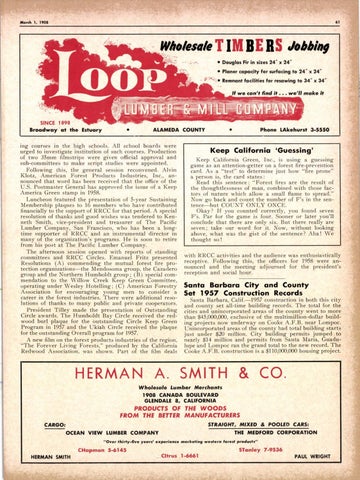 March 1, 1958
61
Wholesale TIMBERS Jobbing
• Douglas Fir in sizes 24" x 24"
• Planer capacity for surfacing to 24" x 24"
• Remnant facilities for resawing to 24" x 24"
If we can't find it . . . we'll make it
LOOP
LUMBER & MILL COMPANY
SINCE 1898
Broadway at the Estuary • ALAMEDA COUNTY • Phone LAkehurst 3-5550
ing courses in the high schools. All school boards were
urged to investigate institution of such courses. Production
of two 35mm filmstrips were given official approval and
sub-committees to make script studies were appointed.
Following this, the general session reconvened. Alvin
Klotz, American Forest Products Industries, Inc., an-
nounced that word has been received that the office of the
U.S. Postmaster General has approved the issue of a Keep
America Green stamp in 1958.
Luncheon featured the presentation of 5-year Sustaining
Membership plaques to 16 members who have contributed
financially to the support of RRCC for that period. A special
resolution of thanks and good wishes was tendered to Ken-
neth Smith, vice-president and treasurer of The Pacific
Lumber Company, San Francisco, who has been a long-
time supporter of RRCC and an instrumental director in
many of the organization's programs. He is soon to retire
from his post at The Pacific Lumber Company.
The afternoon session opened with reports of standing
committees and RRCC Circles. Emanuel Fritz presented
Resolutions (A) commending the mutual forest fire pro-
tection organizations—the Mendosoma group, the Cazadero
group and the Northern Humboldt group; (B) special com-
mendation to the Willow Creek Keep Green Committee,
operating under Wesley Hotelling; (C) American Forestry
Association for encouraging young men to consider a
career in the forest industries. There were additional reso-
lutions of thanks to many public and private cooperators.
President Tilley made the presentation of Outstanding
Circle awards. The Humboldt Bay Circle received the red-
wood burl plaque for the outstanding Circle Keep Green
Program in 1957 and the Ukiah Circle received the plaque
for the outstanding Overall program for 1957.
A new film on the forest products industries of the region,
"The Forever Living Forests," produced by the California
Redwood Association, was shown. Part of the film deals
Keep California 'Guessing'
Keep California Green, Inc., is using a guessing
game as an attention-getter on a forest fire-prevention
card. As a "test" to determine just how "fire prone"
a person is, the card states:
Read this sentence: "Forest fires are the result of
thoughtlessness of man, combined with those fac-
tors of nature which allow a small flame to spread."
Now go back and count the number of F's in the sen-
tence—but COUNT ONLY ONCE.
Okay? If you counted correctly, you found seven
F's. Par for the game is four. Sooner or later you'll
conclude that there are only six. But there really are
seven; take our word for it. Now, without looking
back, what was the gist of the sentence? Aha! We
thought so!
with RRCC activities and the audience was enthusiastically
receptive. Following this, the officers for 1958 were an-
nounced and the meeting adjourned for the president's
reception and social hour.
Santa Barbara City and County
Set 1957 Construction Records
Santa Barbara, Calif.—1957 construction in both this city
and county set all-time building records. The total for the
cities and unincorporated areas of the county went to more
than $43,000,000, exclusive of the multimillion-dollar build-
ing projects now underway on Cooke A.F.B. near Lompoc.
Unincorporated areas of the county had total building starts
just under $20 million. City building permits jumped to
nearly $14 million and permits from Santa Maria, Guada-
lupe and Lompoc ran the grand total to the new record. The
Cooke A.F.B. construction is a $110,000,000 housing project.
HERMAN A. SMITH & CO.
Wholesale Lumber Merchants
1908 CANADA BOULEVARD
GLENDALE 8, CALIFORNIA
PRODUCTS OF THE WOODS
FROM THE BETTER MANUFACTURERS
CARGO:
OCEAN VIEW LUMBER COMPANY
STRAIGHT, MIXED & POOLED CARS:
THE MEDFORD CORPORATION
"Over thirty-five years' experience marketing western forest products"
CHapman 5-6145
STanley 7-9536
HERMAN SMITH
CItrus 1-6661
PAUL WRIGHT